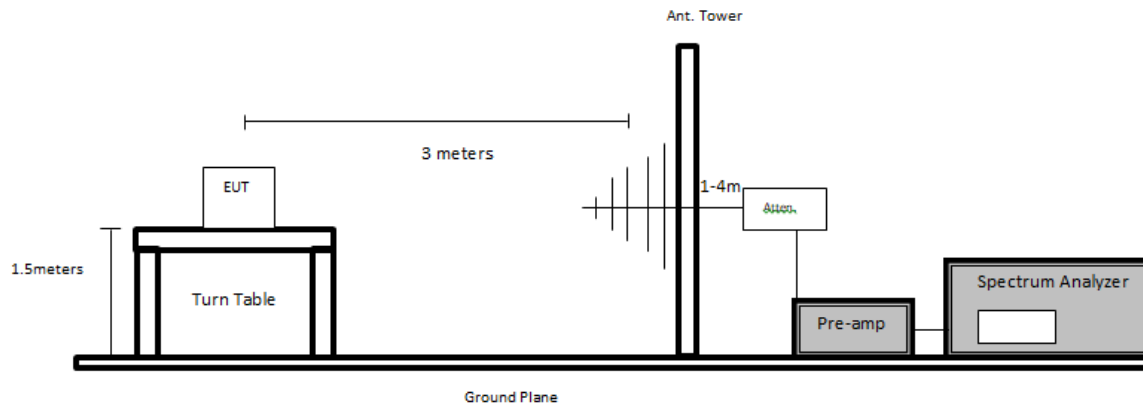 Ant. Tower
3 meters
EUT
1-4m
Atten.
1.5meters
Turn Table
Spectrum Analyzer
Pre-amp
Ground Plane